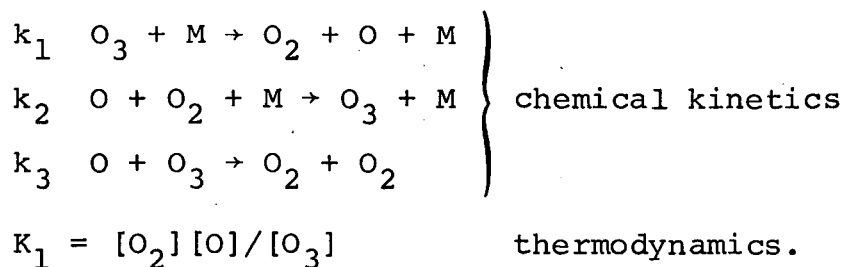 k₁ O₃ + M → O₂ + O + M
k₂ O + O₂ + M → O₃ + M } chemical kinetics
k₃ O + O₃ → O₂ + O₂
K₁ = [O₂][O]/[O₃] thermodynamics.